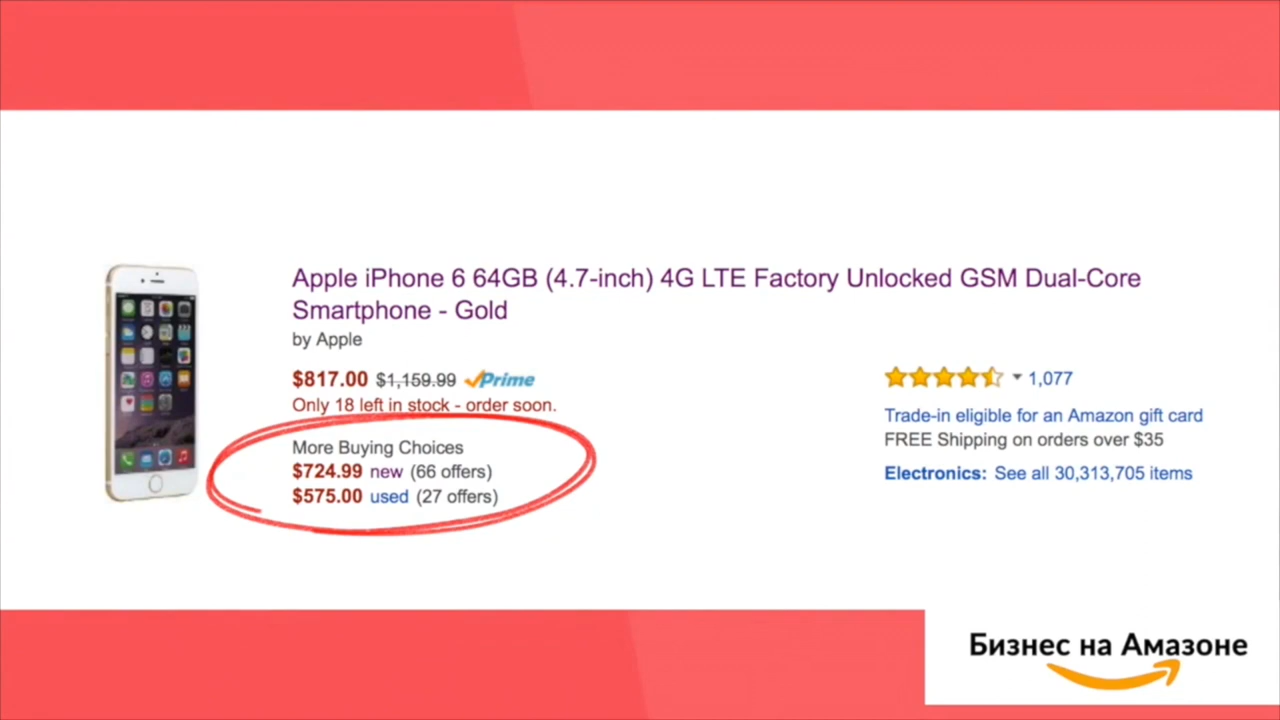 Apple iPhone 6 64GB (4.7-inch) 4G LTE Factory Unlocked GSM Dual-Core
Smartphone - Gold
by Apple
$817.00 $1,159.99 Prime
Only 18 left in stock - order soon.
More Buying Choices
$724.99 new (66 offers)
$575.00 used (27 offers)
1,077
Trade-in eligible for an Amazon gift card
FREE Shipping on orders over $35
Electronics: See all 30,313,705 items
Бизнес на Амазоне